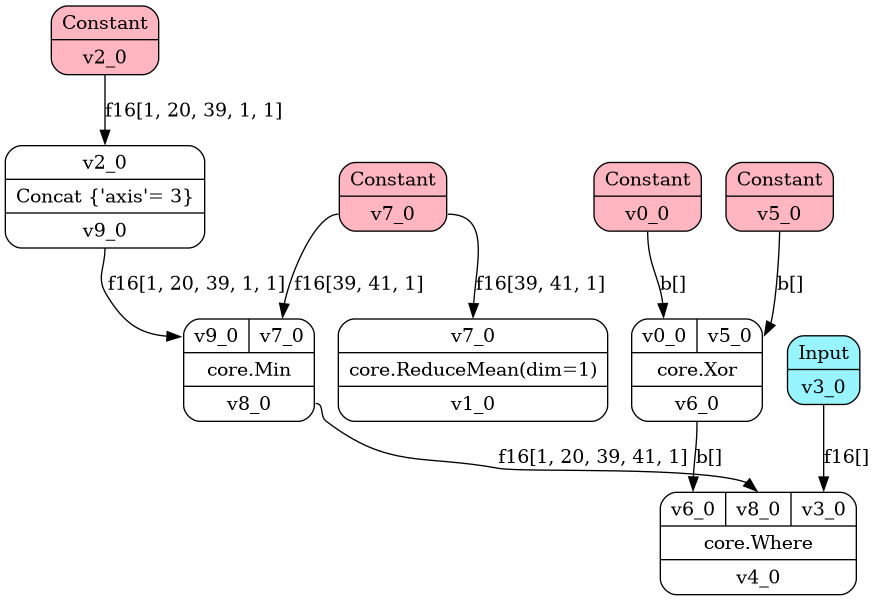 Constant
v2_0
f16[1, 20, 39, 1, 1]
v2_0
Concat {'axis'= 3}
v9_0
Constant
v7_0
Constant
v0_0
Constant
v5_0
f16[1, 20, 39, 1, 1]
f16[39, 41, 1]
f16[39, 41, 1]
b[]
b[]
v9_0 v7_0
core.Min
v8_0
v7_0
core.ReduceMean(dim=1)
v1_0
v0_0 v5_0
core.Xor
v6_0
Input
v3_0
f16[1, 20, 39, 41, 1]
b[]
f16[]
v6_0 v8_0 v3_0
core.Where
v4_0